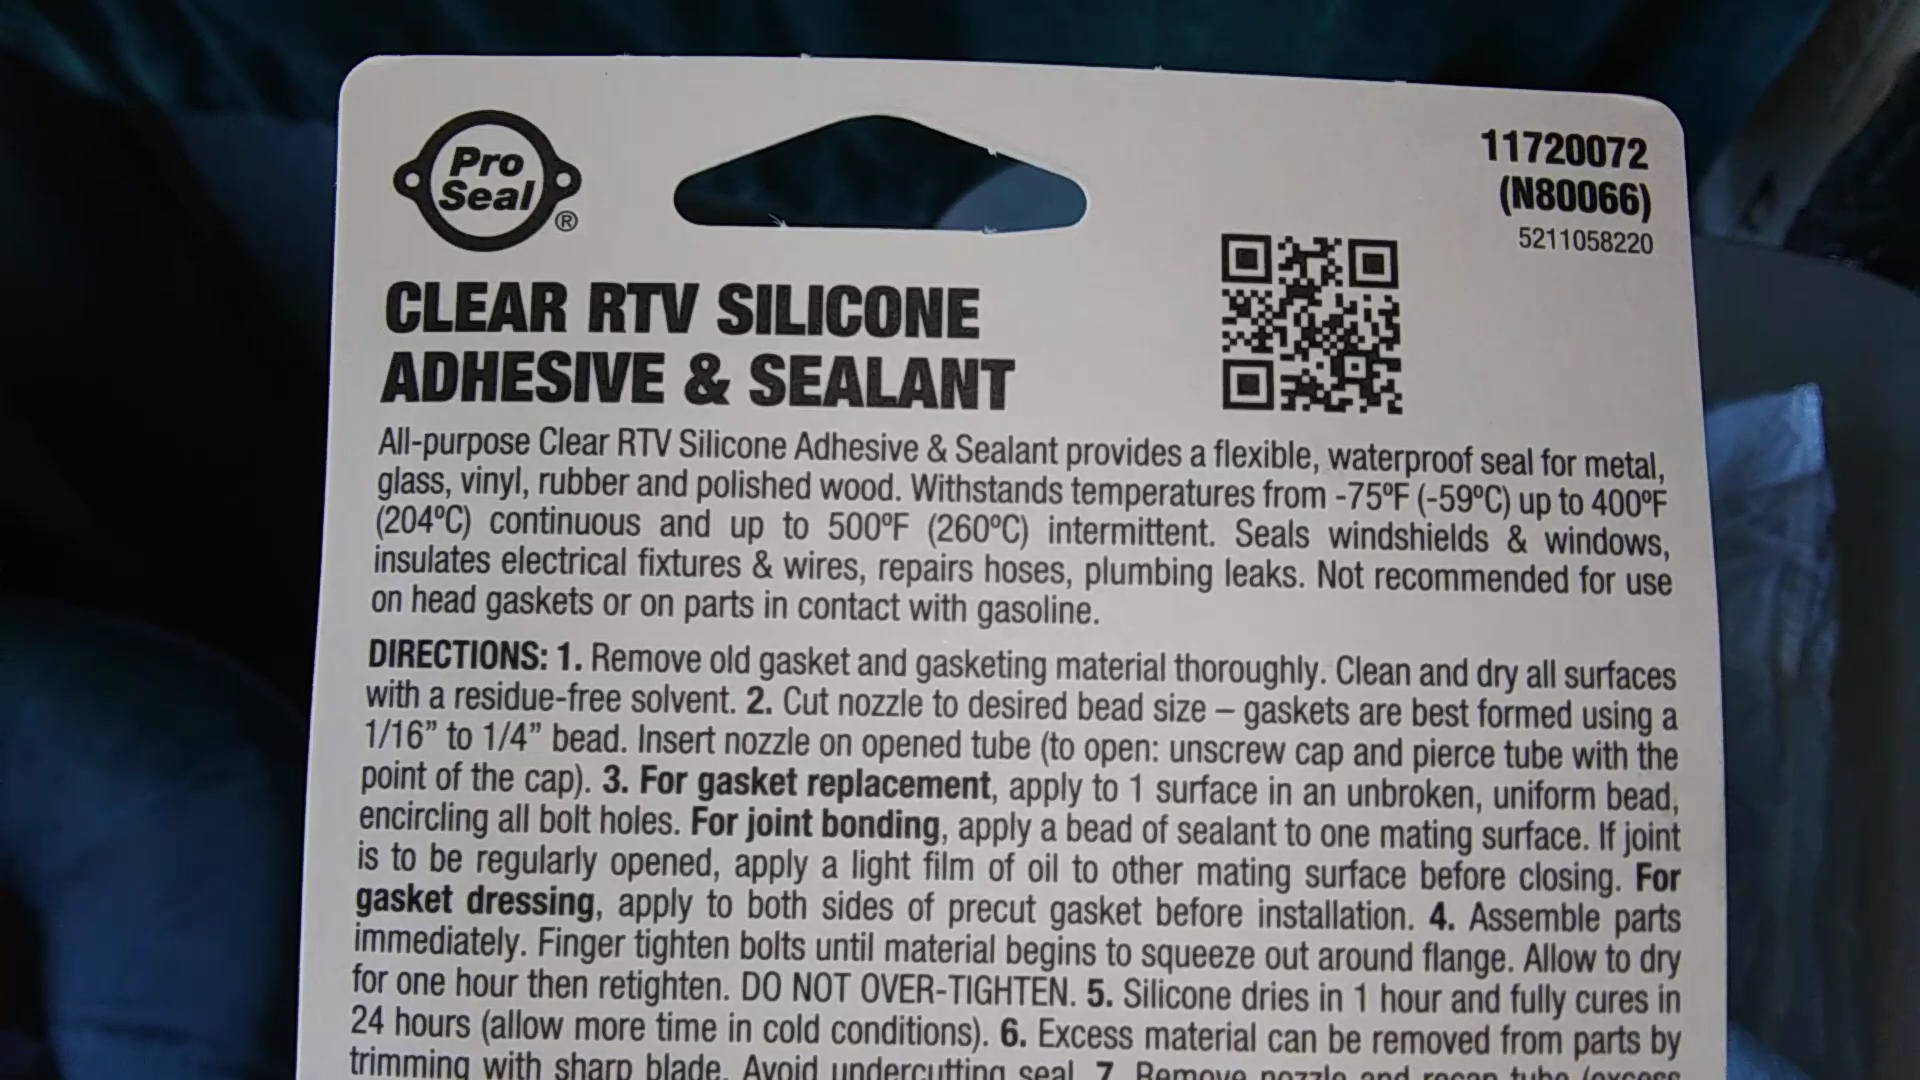 Pro
Seal
®
11720072
(N80066)
5211058220
CLEAR RTV SILICONE
ADHESIVE & SEALANT
All-purpose Clear RTV Silicone Adhesive & Sealant provides a flexible, waterproof seal for metal,
glass, vinyl, rubber and polished wood. Withstands temperatures from -75ºF (-59ºC) up to 400ºF
(204ºC) continuous and up to 500ºF (260ºC) intermittent. Seals windshields & windows,
insulates electrical fixtures & wires, repairs hoses, plumbing leaks. Not recommended for use
on head gaskets or on parts in contact with gasoline.
DIRECTIONS: 1. Remove old gasket and gasketing material thoroughly. Clean and dry all surfaces
with a residue-free solvent. 2. Cut nozzle to desired bead size – gaskets are best formed using a
1/16” to 1/4” bead. Insert nozzle on opened tube (to open: unscrew cap and pierce tube with the
point of the cap). 3. For gasket replacement, apply to 1 surface in an unbroken, uniform bead,
encircling all bolt holes. For joint bonding, apply a bead of sealant to one mating surface. If joint
is to be regularly opened, apply a light film of oil to other mating surface before closing. For
gasket dressing, apply to both sides of precut gasket before installation. 4. Assemble parts
immediately. Finger tighten bolts until material begins to squeeze out around flange. Allow to dry
for one hour then retighten. DO NOT OVER-TIGHTEN. 5. Silicone dries in 1 hour and fully cures in
24 hours (allow more time in cold conditions). 6. Excess material can be removed from parts by
trimming with sharp blade. Avoid undercutting seal. 7. Remove nozzle and recap tube (excess